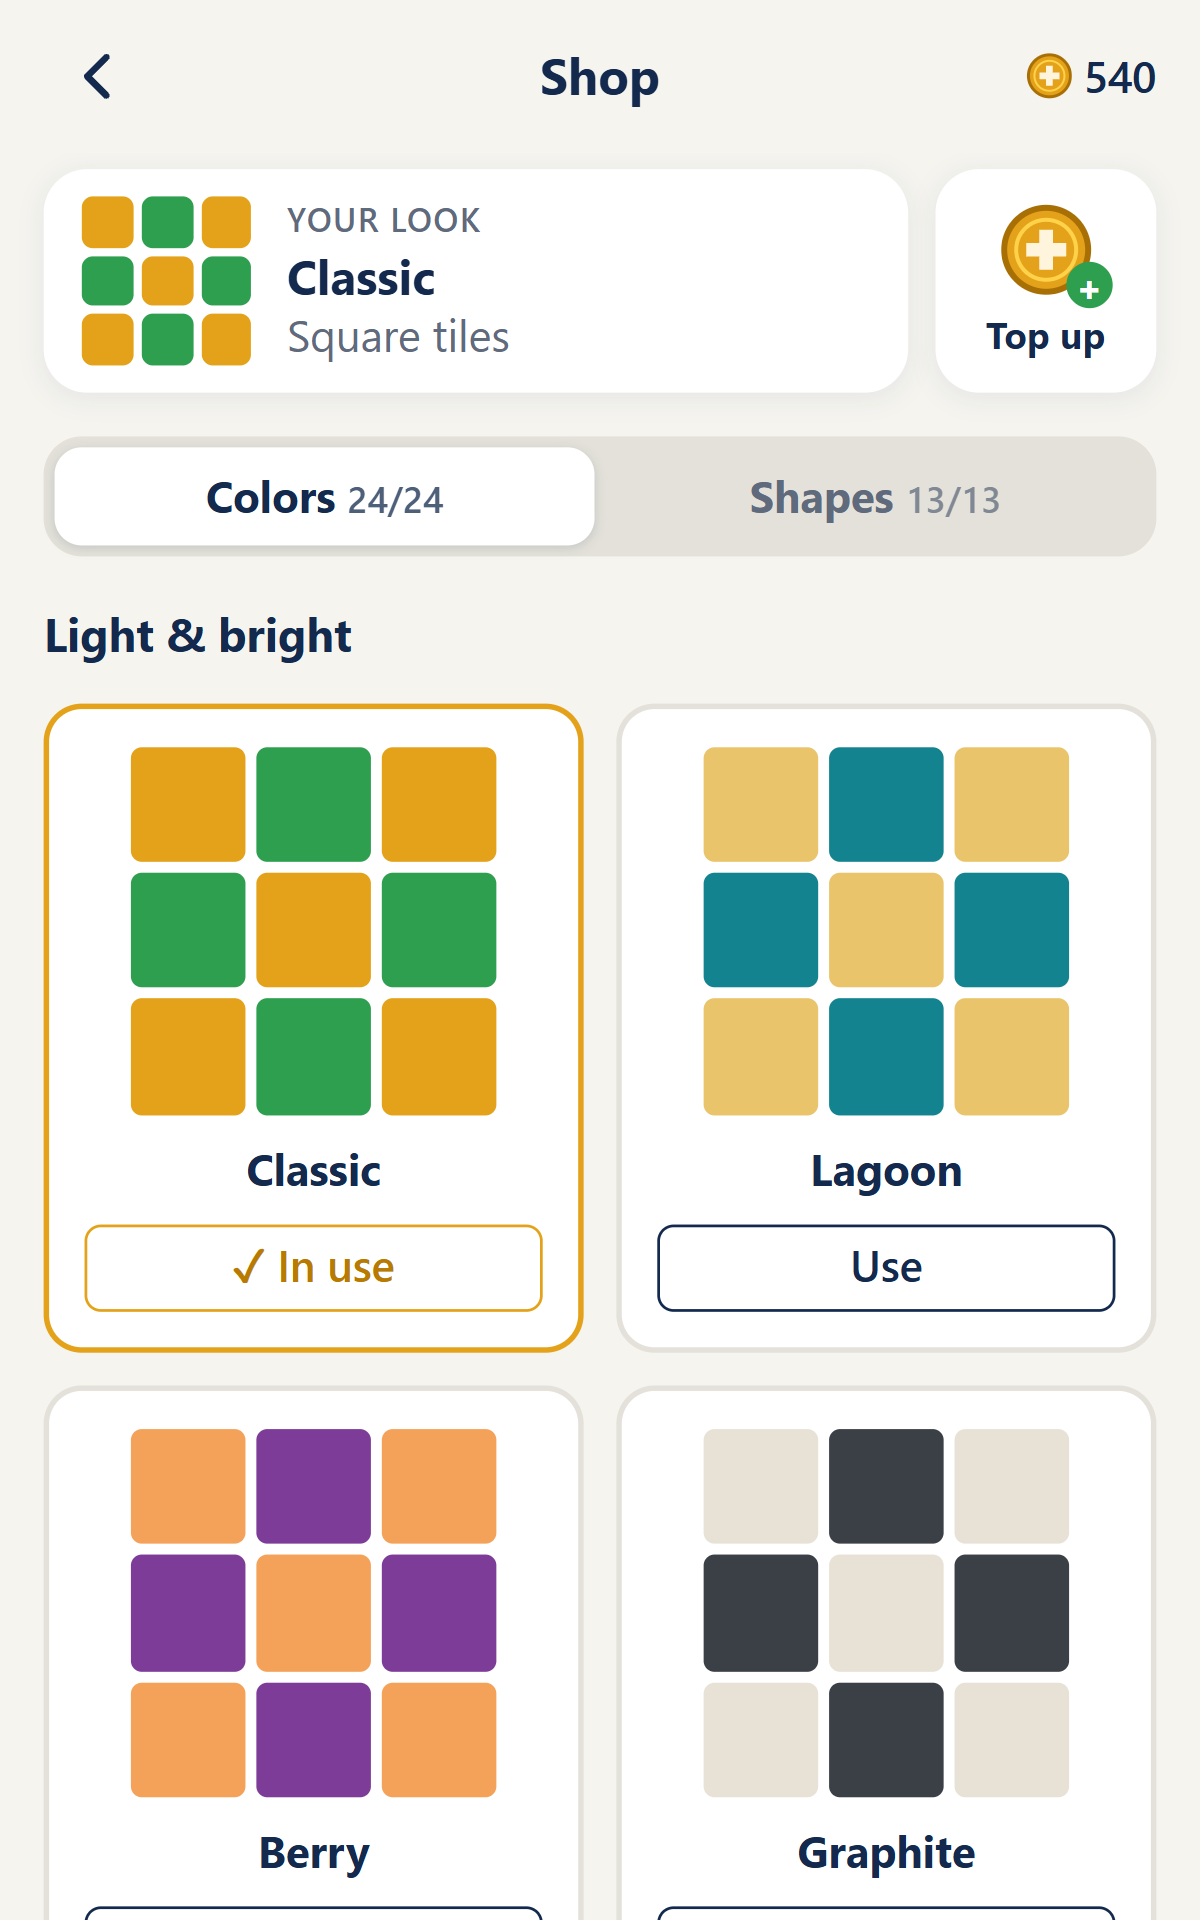 Shop
540
YOUR LOOK
Classic
Square tiles
Top up
Colors 24/24
Shapes 13/13
Light & bright
Classic
Lagoon
✓ In use
Use
Berry
Graphite